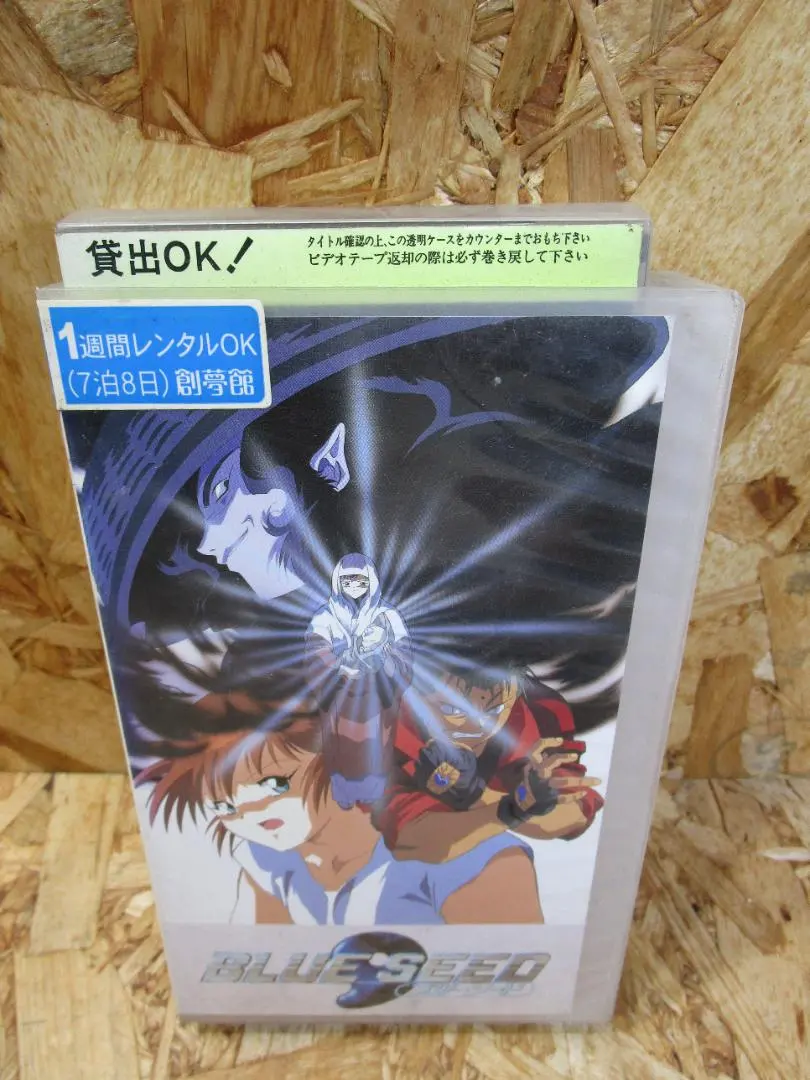 貸出OK!
タイトル確認の上、この透明ケースをカウンターまでおもち下さい
ビデオテープ返却の際は必ず巻き戻して下さい
1週間レンタルOK
(7泊8日) 創夢館
BLUE SEED